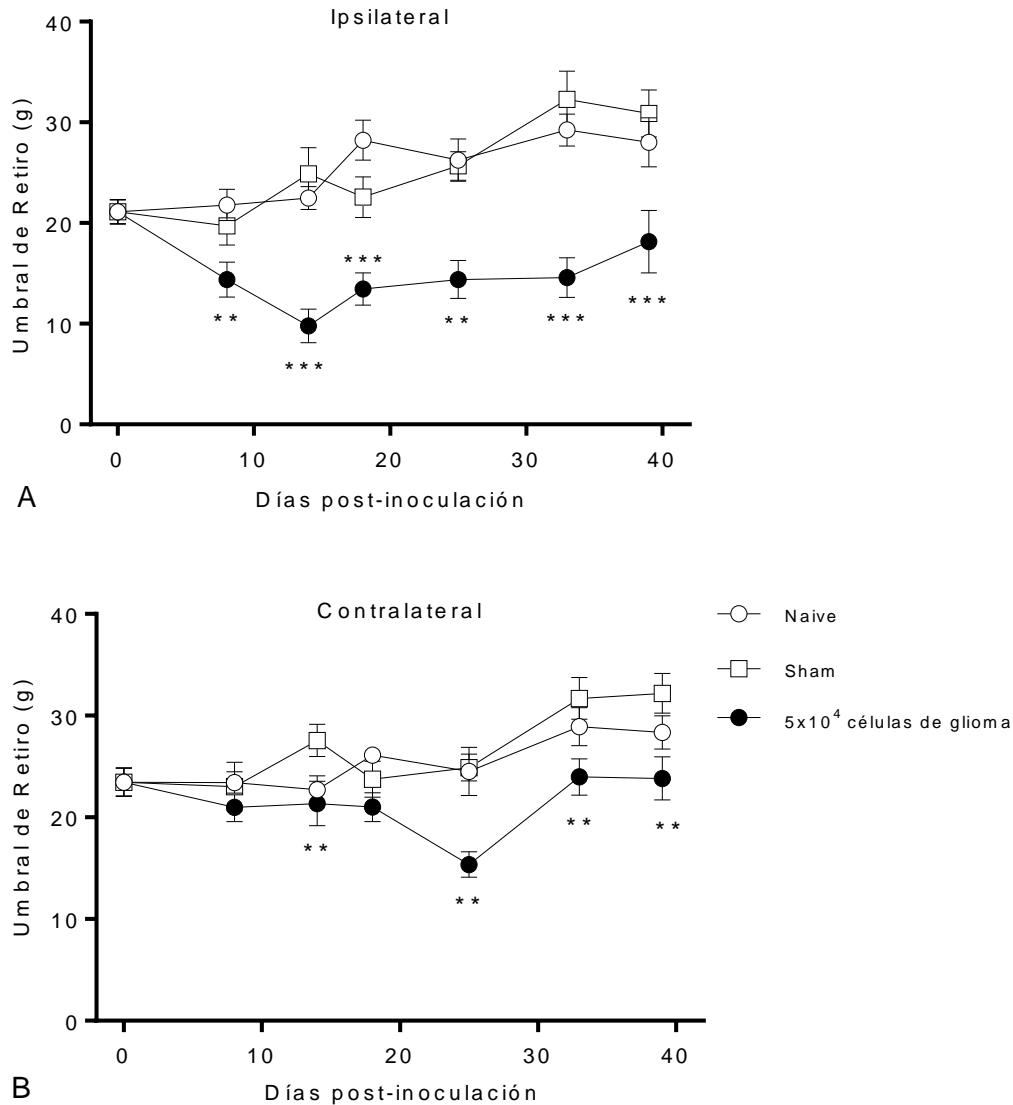 Ipsilateral
40
30
20
10
0
Umbral de Retiro (g)
** *** *** ** *** ***
0 10 20 30 40
Días post-inoculación
A
Contralateral
40
30
20
10
0
Umbral de Retiro (g)
** ** ** **
0 10 20 30 40
Días post-inoculación
B
Naive
Sham
5x10⁴ células de glioma